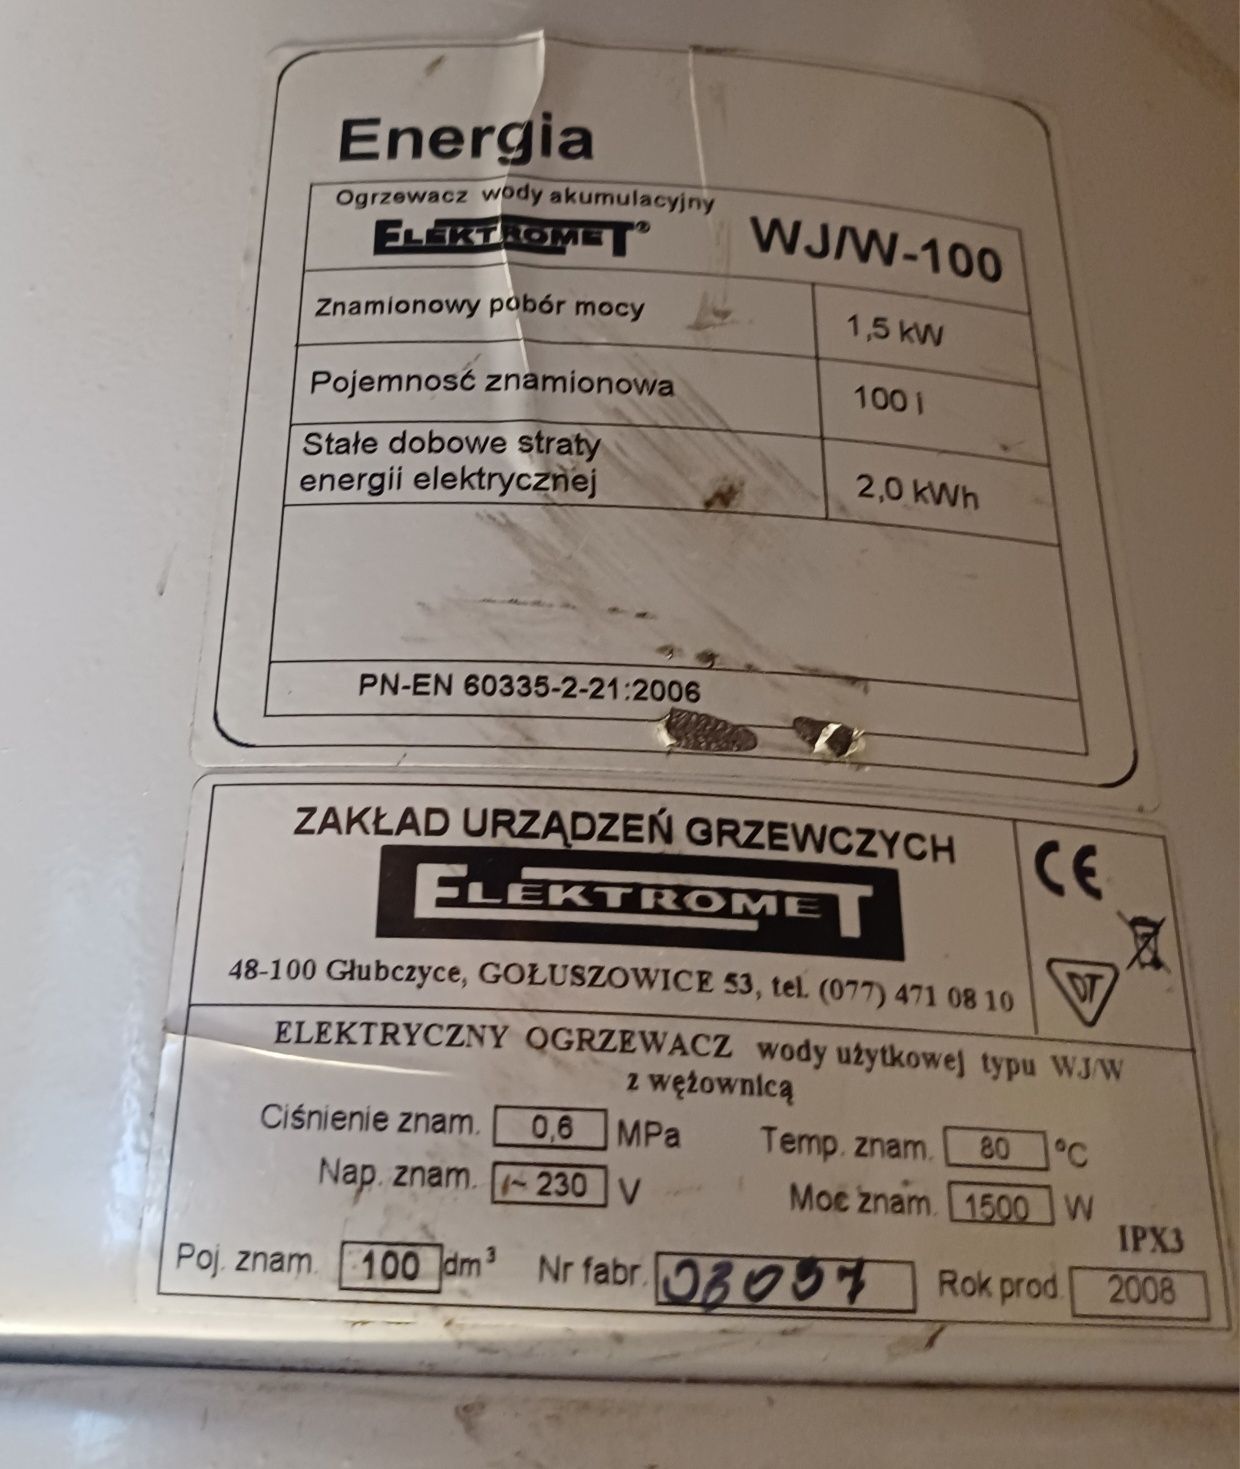 Energia
Ogrzewacz wody akumulacyjny
ELEKTROMET® WJ/W-100
Znamionowy pobór mocy 1,5 kW
Pojemność znamionowa 100 l
Stałe dobowe straty
energii elektrycznej 2,0 kWh
PN-EN 60335-2-21:2006
ZAKŁAD URZĄDZEŃ GRZEWCZYCH
CE
ELEKTROMET
48-100 Głubczyce, GOŁUSZOWICE 53, tel. (077) 471 08 10
DT
ELEKTRYCZNY OGRZEWACZ wody użytkowej typu WJ/W
z wężownicą
Ciśnienie znam. 0,6 MPa Temp. znam. 80 °C
Nap. znam. 1~ 230 V Moc znam. 1500 W
IPX3
Poj. znam. 100 dm³ Nr fabr. Rok prod. 2008